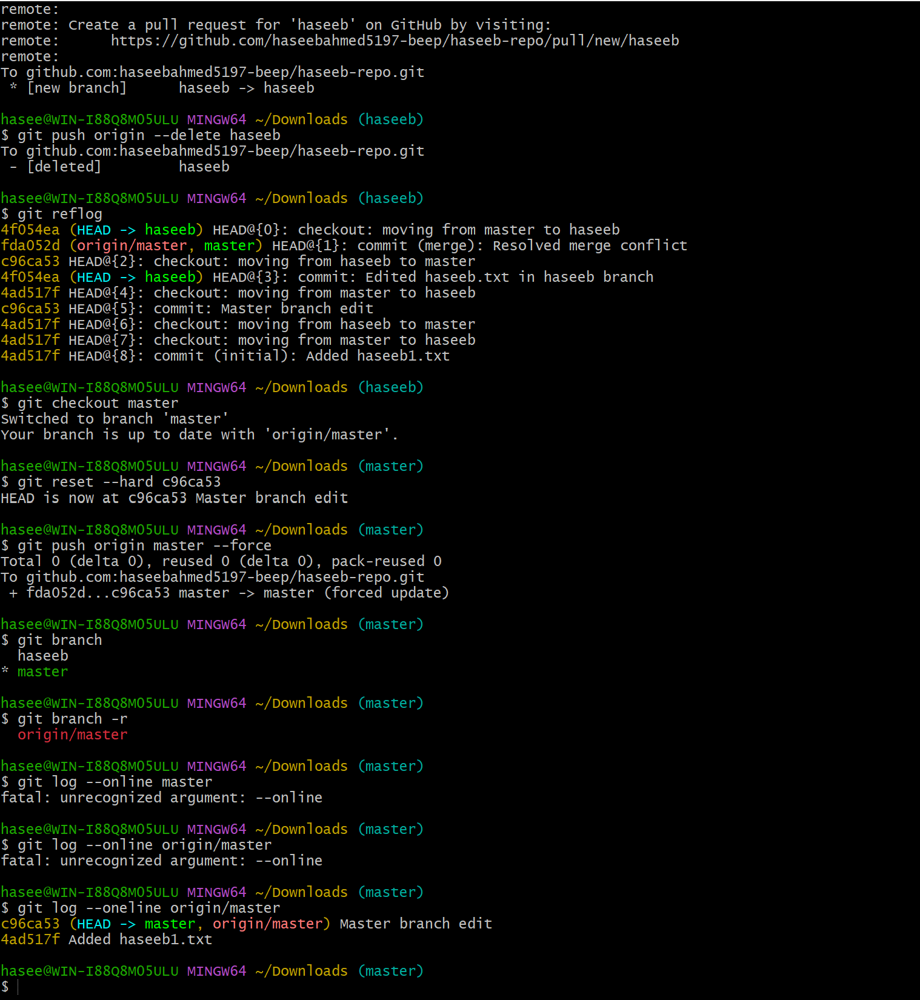 remote:
remote: Create a pull request for 'haseeb' on GitHub by visiting:
remote:      https://github.com/haseebahmed5197-beep/haseeb-repo/pull/new/haseeb
remote:
To github.com:haseebahmed5197-beep/haseeb-repo.git
 * [new branch]      haseeb -> haseeb
hasee@WIN-I88Q8MO5ULU MINGW64 ~/Downloads (haseeb)
$ git push origin --delete haseeb
To github.com:haseebahmed5197-beep/haseeb-repo.git
 - [deleted]         haseeb
hasee@WIN-I88Q8MO5ULU MINGW64 ~/Downloads (haseeb)
$ git reflog
4f054ea (HEAD -> haseeb) HEAD@{0}: checkout: moving from master to haseeb
fda052d (origin/master, master) HEAD@{1}: commit (merge): Resolved merge conflict
c96ca53 HEAD@{2}: checkout: moving from haseeb to master
4f054ea (HEAD -> haseeb) HEAD@{3}: commit: Edited haseeb.txt in haseeb branch
4ad517f HEAD@{4}: checkout: moving from master to haseeb
c96ca53 HEAD@{5}: commit: Master branch edit
4ad517f HEAD@{6}: checkout: moving from haseeb to master
4ad517f HEAD@{7}: checkout: moving from master to haseeb
4ad517f HEAD@{8}: commit (initial): Added haseeb1.txt
hasee@WIN-I88Q8MO5ULU MINGW64 ~/Downloads (haseeb)
$ git checkout master
Switched to branch 'master'
Your branch is up to date with 'origin/master'.
hasee@WIN-I88Q8MO5ULU MINGW64 ~/Downloads (master)
$ git reset --hard c96ca53
HEAD is now at c96ca53 Master branch edit
hasee@WIN-I88Q8MO5ULU MINGW64 ~/Downloads (master)
$ git push origin master --force
Total 0 (delta 0), reused 0 (delta 0), pack-reused 0
To github.com:haseebahmed5197-beep/haseeb-repo.git
 + fda052d...c96ca53 master -> master (forced update)
hasee@WIN-I88Q8MO5ULU MINGW64 ~/Downloads (master)
$ git branch
  haseeb
* master
hasee@WIN-I88Q8MO5ULU MINGW64 ~/Downloads (master)
$ git branch -r
  origin/master
hasee@WIN-I88Q8MO5ULU MINGW64 ~/Downloads (master)
$ git log --online master
fatal: unrecognized argument: --online
hasee@WIN-I88Q8MO5ULU MINGW64 ~/Downloads (master)
$ git log --online origin/master
fatal: unrecognized argument: --online
hasee@WIN-I88Q8MO5ULU MINGW64 ~/Downloads (master)
$ git log --oneline origin/master
c96ca53 (HEAD -> master, origin/master) Master branch edit
4ad517f Added haseeb1.txt
hasee@WIN-I88Q8MO5ULU MINGW64 ~/Downloads (master)
$